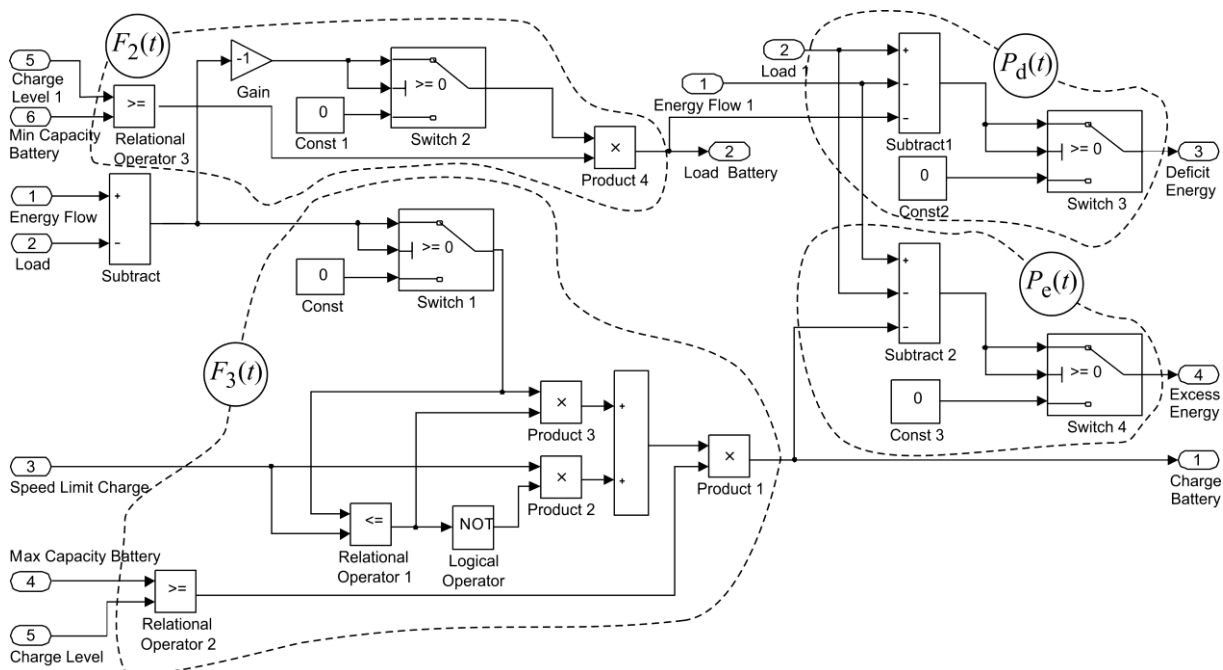 F2(t)
5
Charge
Level 1
6
Min Capacity
Battery
>=
Relational
Operator 3
-1
Gain
0
Const 1
>= 0
Switch 2
×
Product 4
2
Load Battery
2
Load 1
1
Energy Flow 1
+
−
−
Subtract1
0
Const2
>= 0
Switch 3
Pd(t)
3
Deficit
Energy
1
Energy Flow
2
Load
+
−
Subtract
0
Const
>= 0
Switch 1
+
−
−
Subtract 2
0
Const 3
>= 0
Switch 4
Pe(t)
4
Excess
Energy
F3(t)
3
Speed Limit Charge
<=
Relational
Operator 1
NOT
Logical
Operator
×
Product 3
×
Product 2
+
+
×
Product 1
1
Charge
Battery
Max Capacity Battery
4
5
Charge Level
>=
Relational
Operator 2